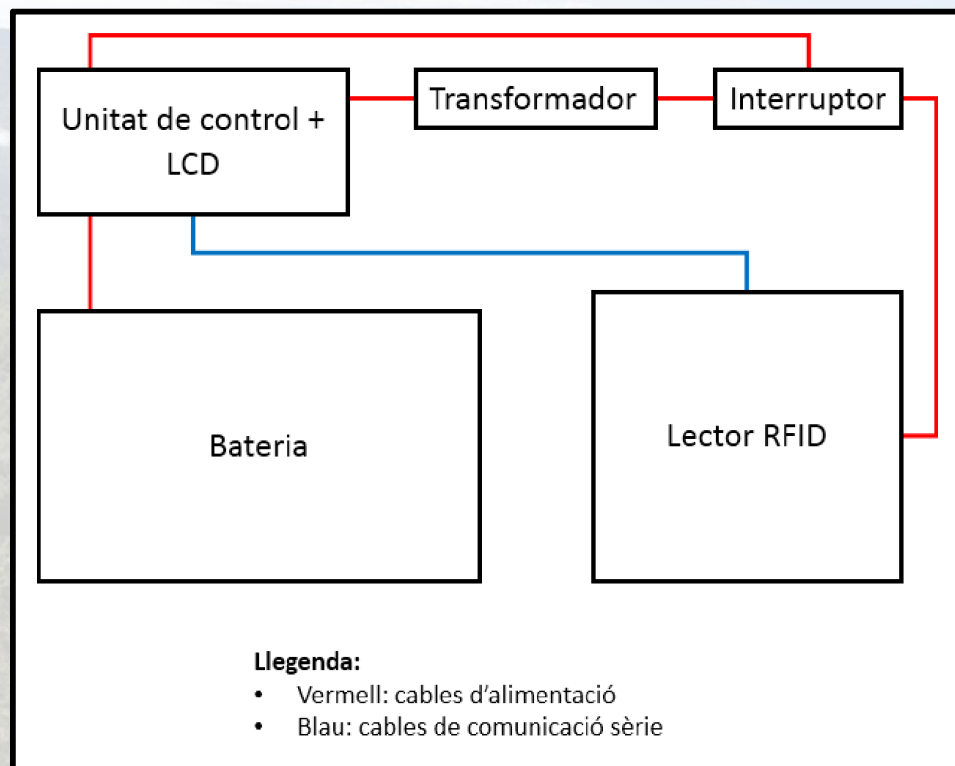 Unitat de control +
LCD
Transformador
Interruptor
Bateria
Lector RFID
Llegenda:
• Vermell: cables d'alimentació
• Blau: cables de comunicació sèrie